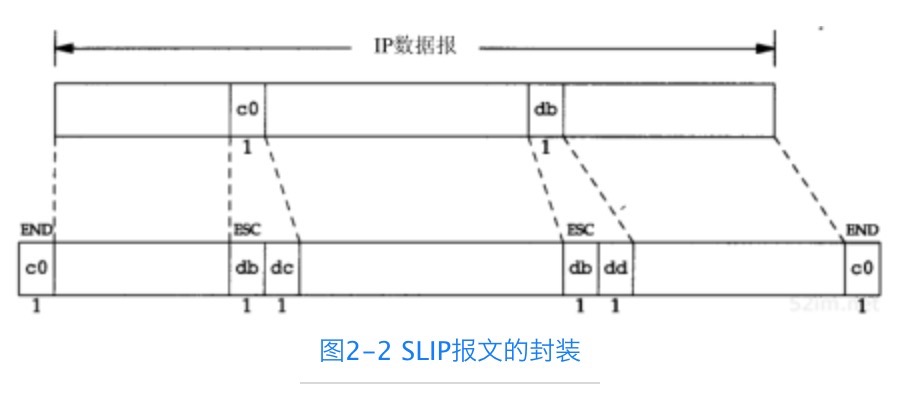 IP数据报
c0 db
1 1
END ESC ESC END
c0 db dc db dd c0
1 1 1 1 1 1
52im.net
图2-2 SLIP报文的封装